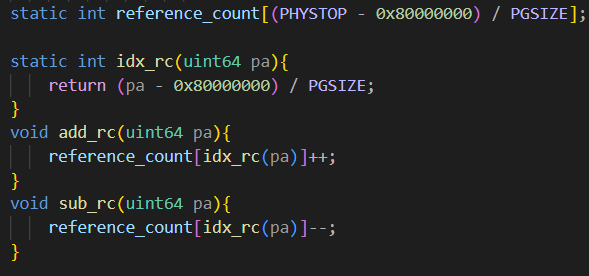 static int reference_count[(PHYSTOP - 0x80000000) / PGSIZE];
static int idx_rc(uint64 pa){
return (pa - 0x80000000) / PGSIZE;
}
void add_rc(uint64 pa){
reference_count[idx_rc(pa)]++;
}
void sub_rc(uint64 pa){
reference_count[idx_rc(pa)]--;
}